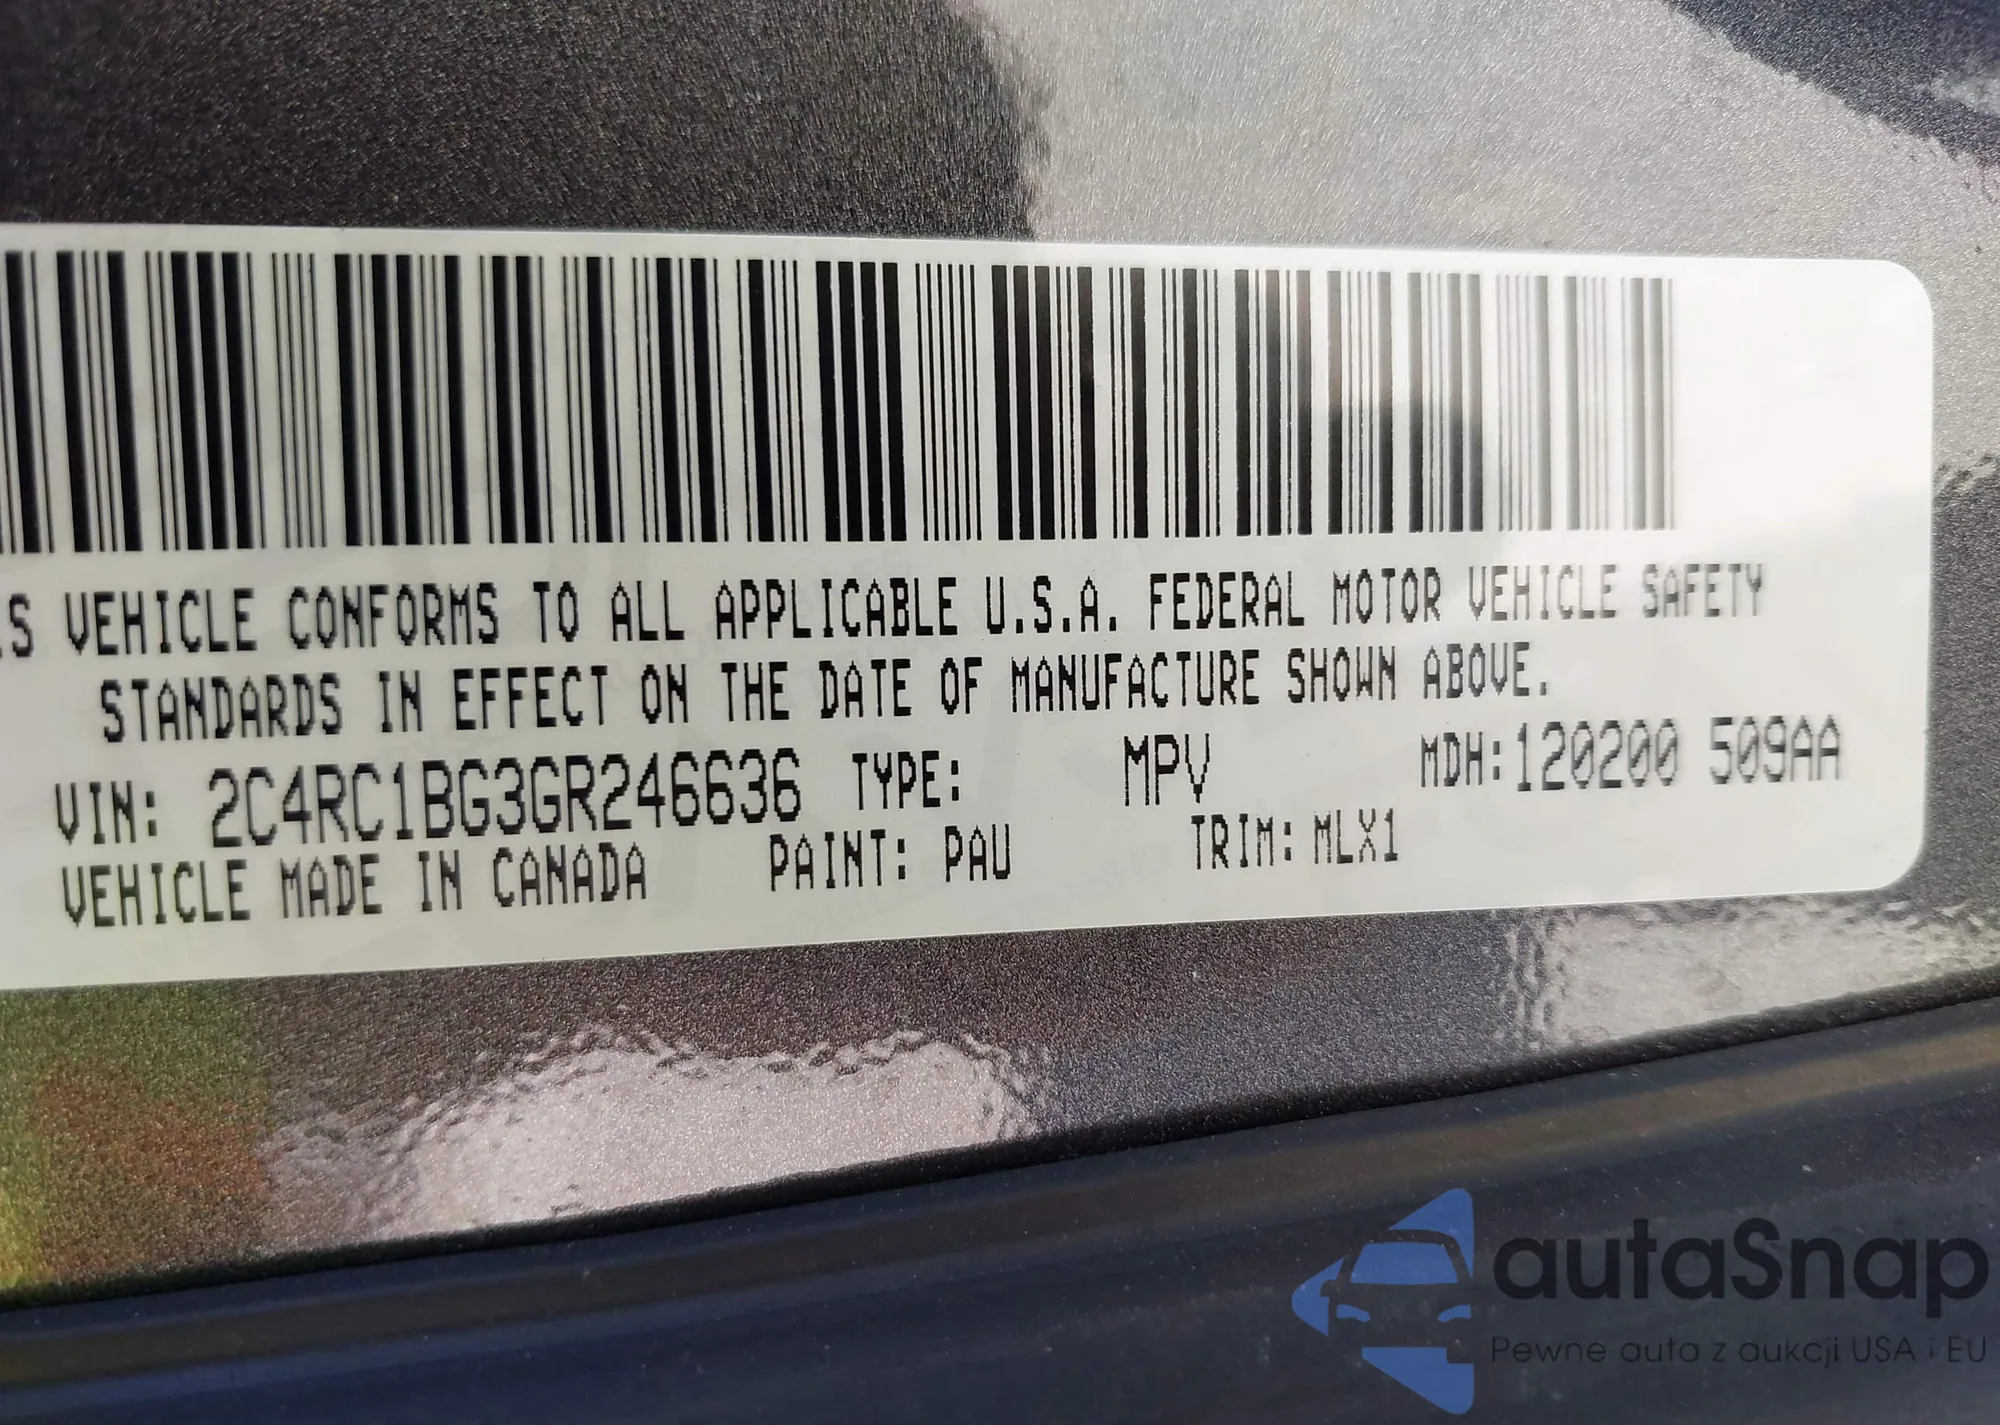 S VEHICLE CONFORMS TO ALL APPLICABLE U.S.A. FEDERAL MOTOR VEHICLE SAFETY
STANDARDS IN EFFECT ON THE DATE OF MANUFACTURE SHOWN ABOVE.
VIN: 2C4RC1BG3GR246636 TYPE: MPV MDH:120200 509AA
VEHICLE MADE IN CANADA PAINT: PAU TRIM: MLX1
autaSnap
Pewne auta z aukcji USA i EU